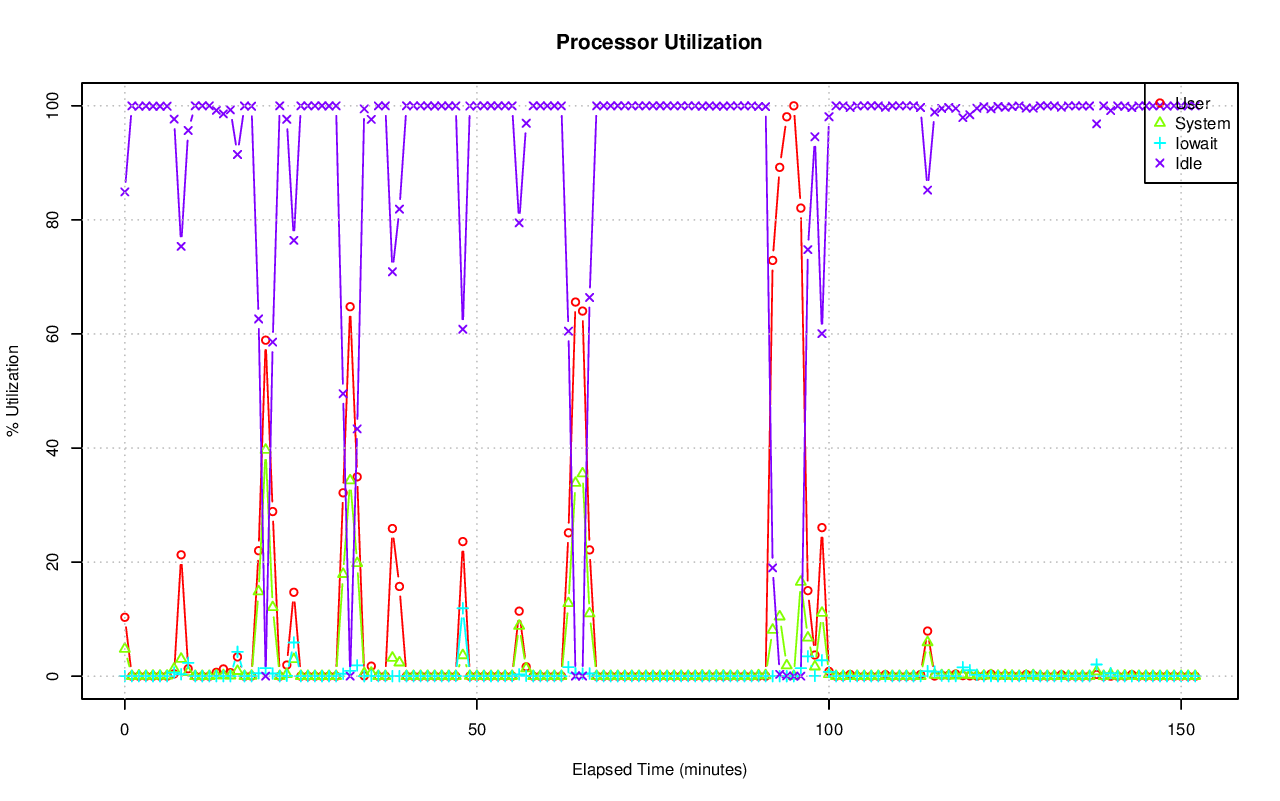 Processor Utilization
% Utilization
100
80
60
40
20
0
User
System
Iowait
Idle
0 50 100 150
Elapsed Time (minutes)